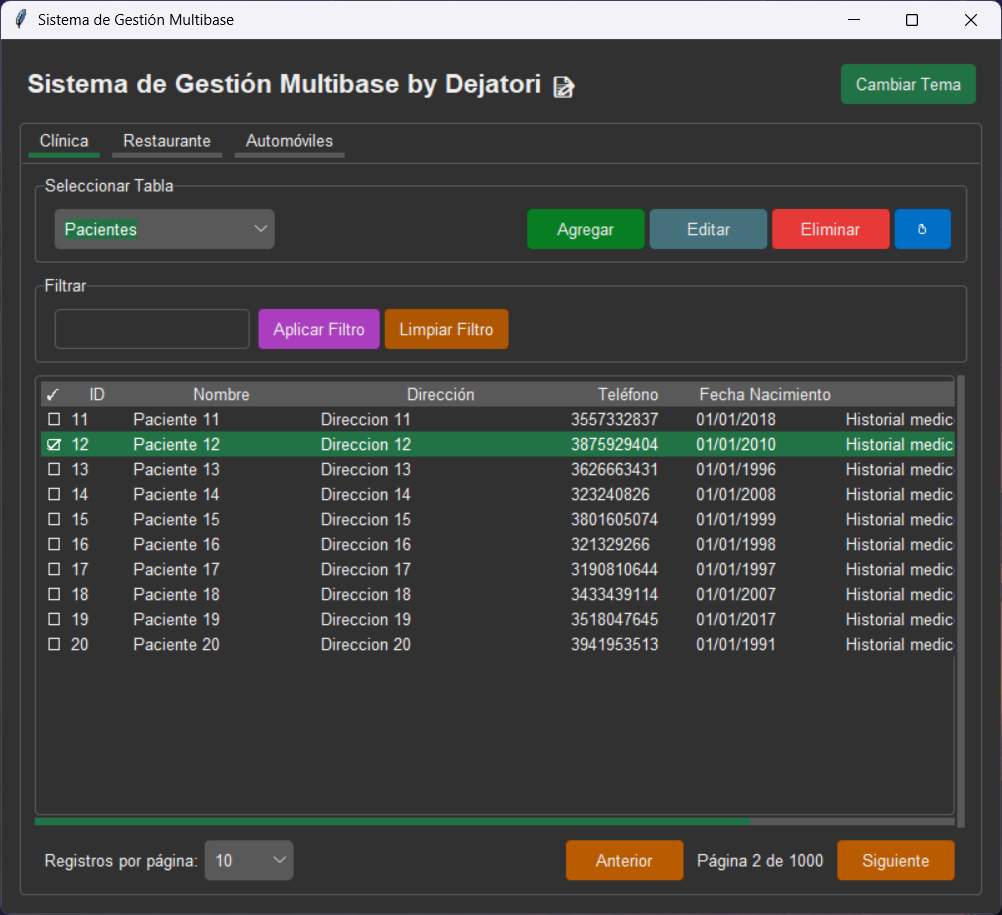 Sistema de Gestión Multibase
Sistema de Gestión Multibase by Dejatori
Cambiar Tema
Clínica Restaurante Automóviles
Seleccionar Tabla
Pacientes Agregar Editar Eliminar
Filtrar
Aplicar Filtro Limpiar Filtro
✓ ID Nombre Dirección Teléfono Fecha Nacimiento
11 Paciente 11 Direccion 11 3557332837 01/01/2018 Historial medic
12 Paciente 12 Direccion 12 3875929404 01/01/2010 Historial medic
13 Paciente 13 Direccion 13 3626663431 01/01/1996 Historial medic
14 Paciente 14 Direccion 14 323240826 01/01/2008 Historial medic
15 Paciente 15 Direccion 15 3801605074 01/01/1999 Historial medic
16 Paciente 16 Direccion 16 321329266 01/01/1998 Historial medic
17 Paciente 17 Direccion 17 3190810644 01/01/1997 Historial medic
18 Paciente 18 Direccion 18 3433439114 01/01/2007 Historial medic
19 Paciente 19 Direccion 19 3518047645 01/01/2017 Historial medic
20 Paciente 20 Direccion 20 3941953513 01/01/1991 Historial medic
Registros por página: 10 Anterior Página 2 de 1000 Siguiente